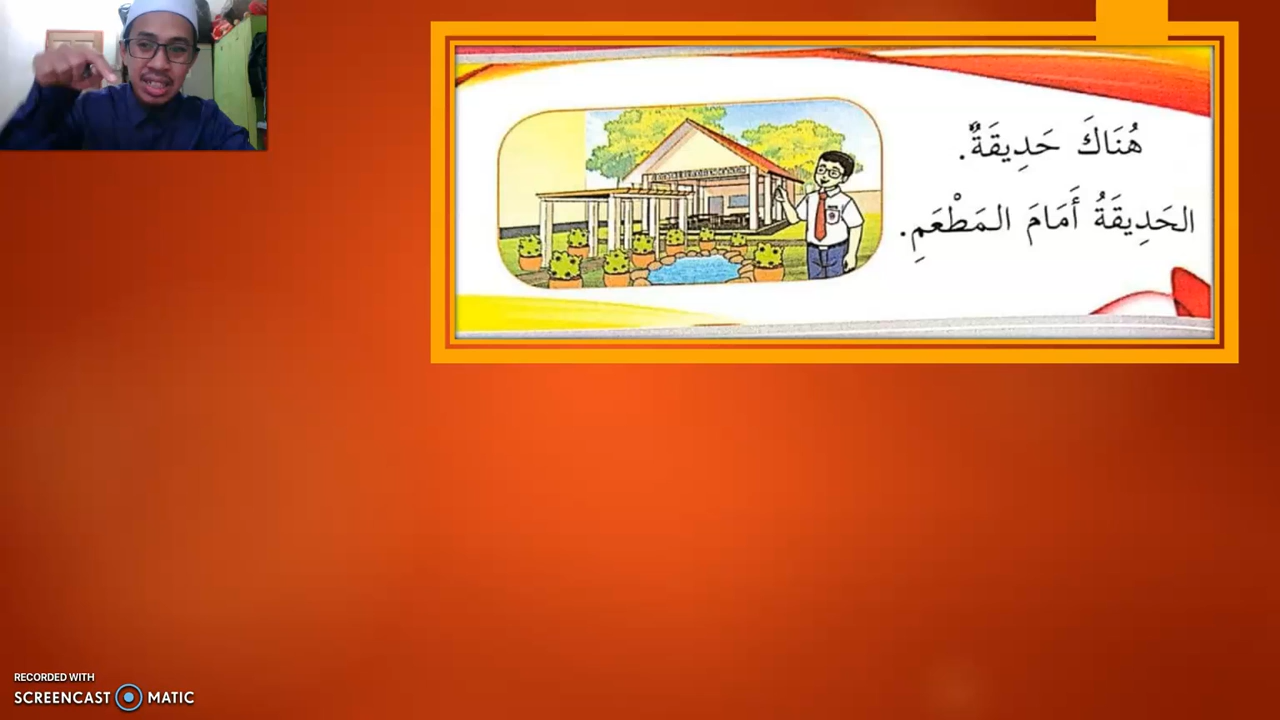 هُنَاكَ حَدِيقَةٌ.
الحَدِيقَةُ أَمَامَ المَطْعَمِ.
RECORDED WITH
SCREENCAST MATIC